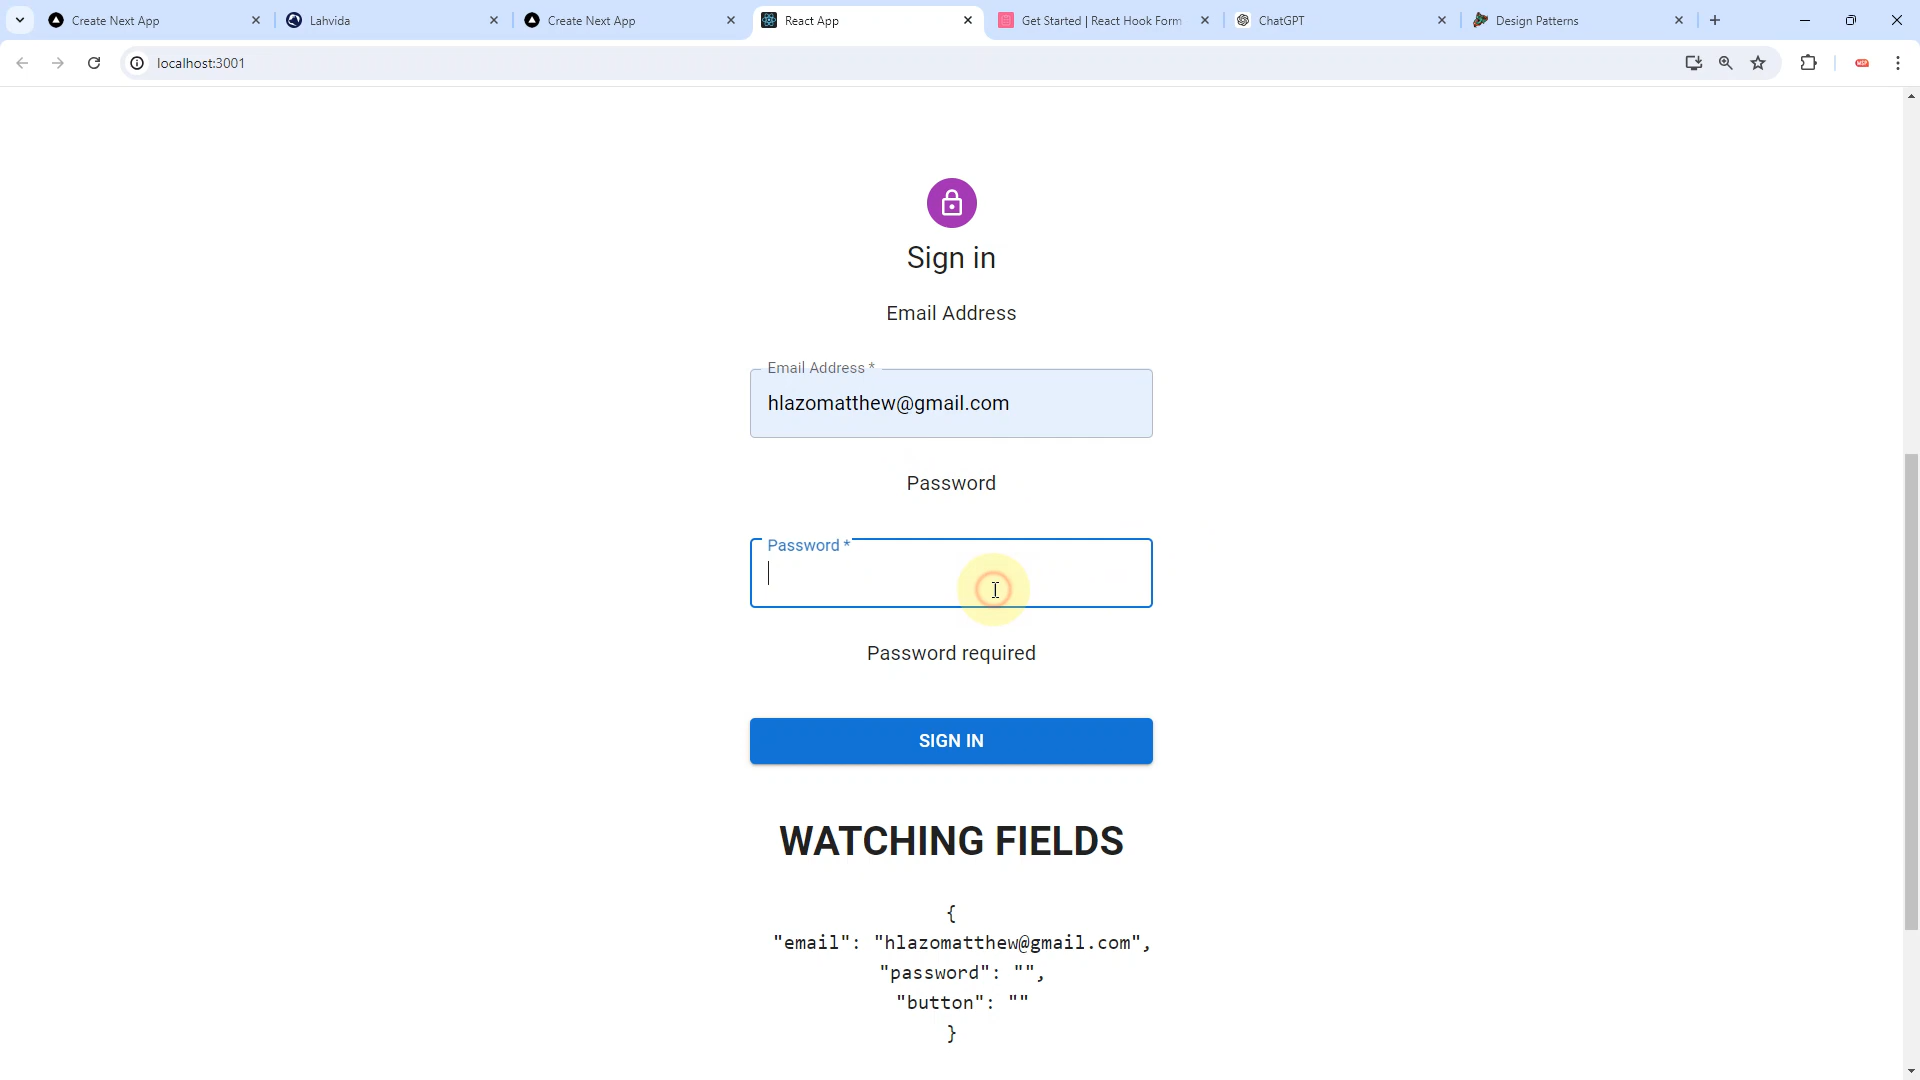 Create Next App
Lahvida
Create Next App
React App
Get Started | React Hook Form
ChatGPT
Design Patterns
localhost:3001
Sign in
Email Address
Email Address *
hlazomatthew@gmail.com
Password
Password *
Password required
SIGN IN
WATCHING FIELDS
{
"email": "hlazomatthew@gmail.com",
"password": "",
"button": ""
}